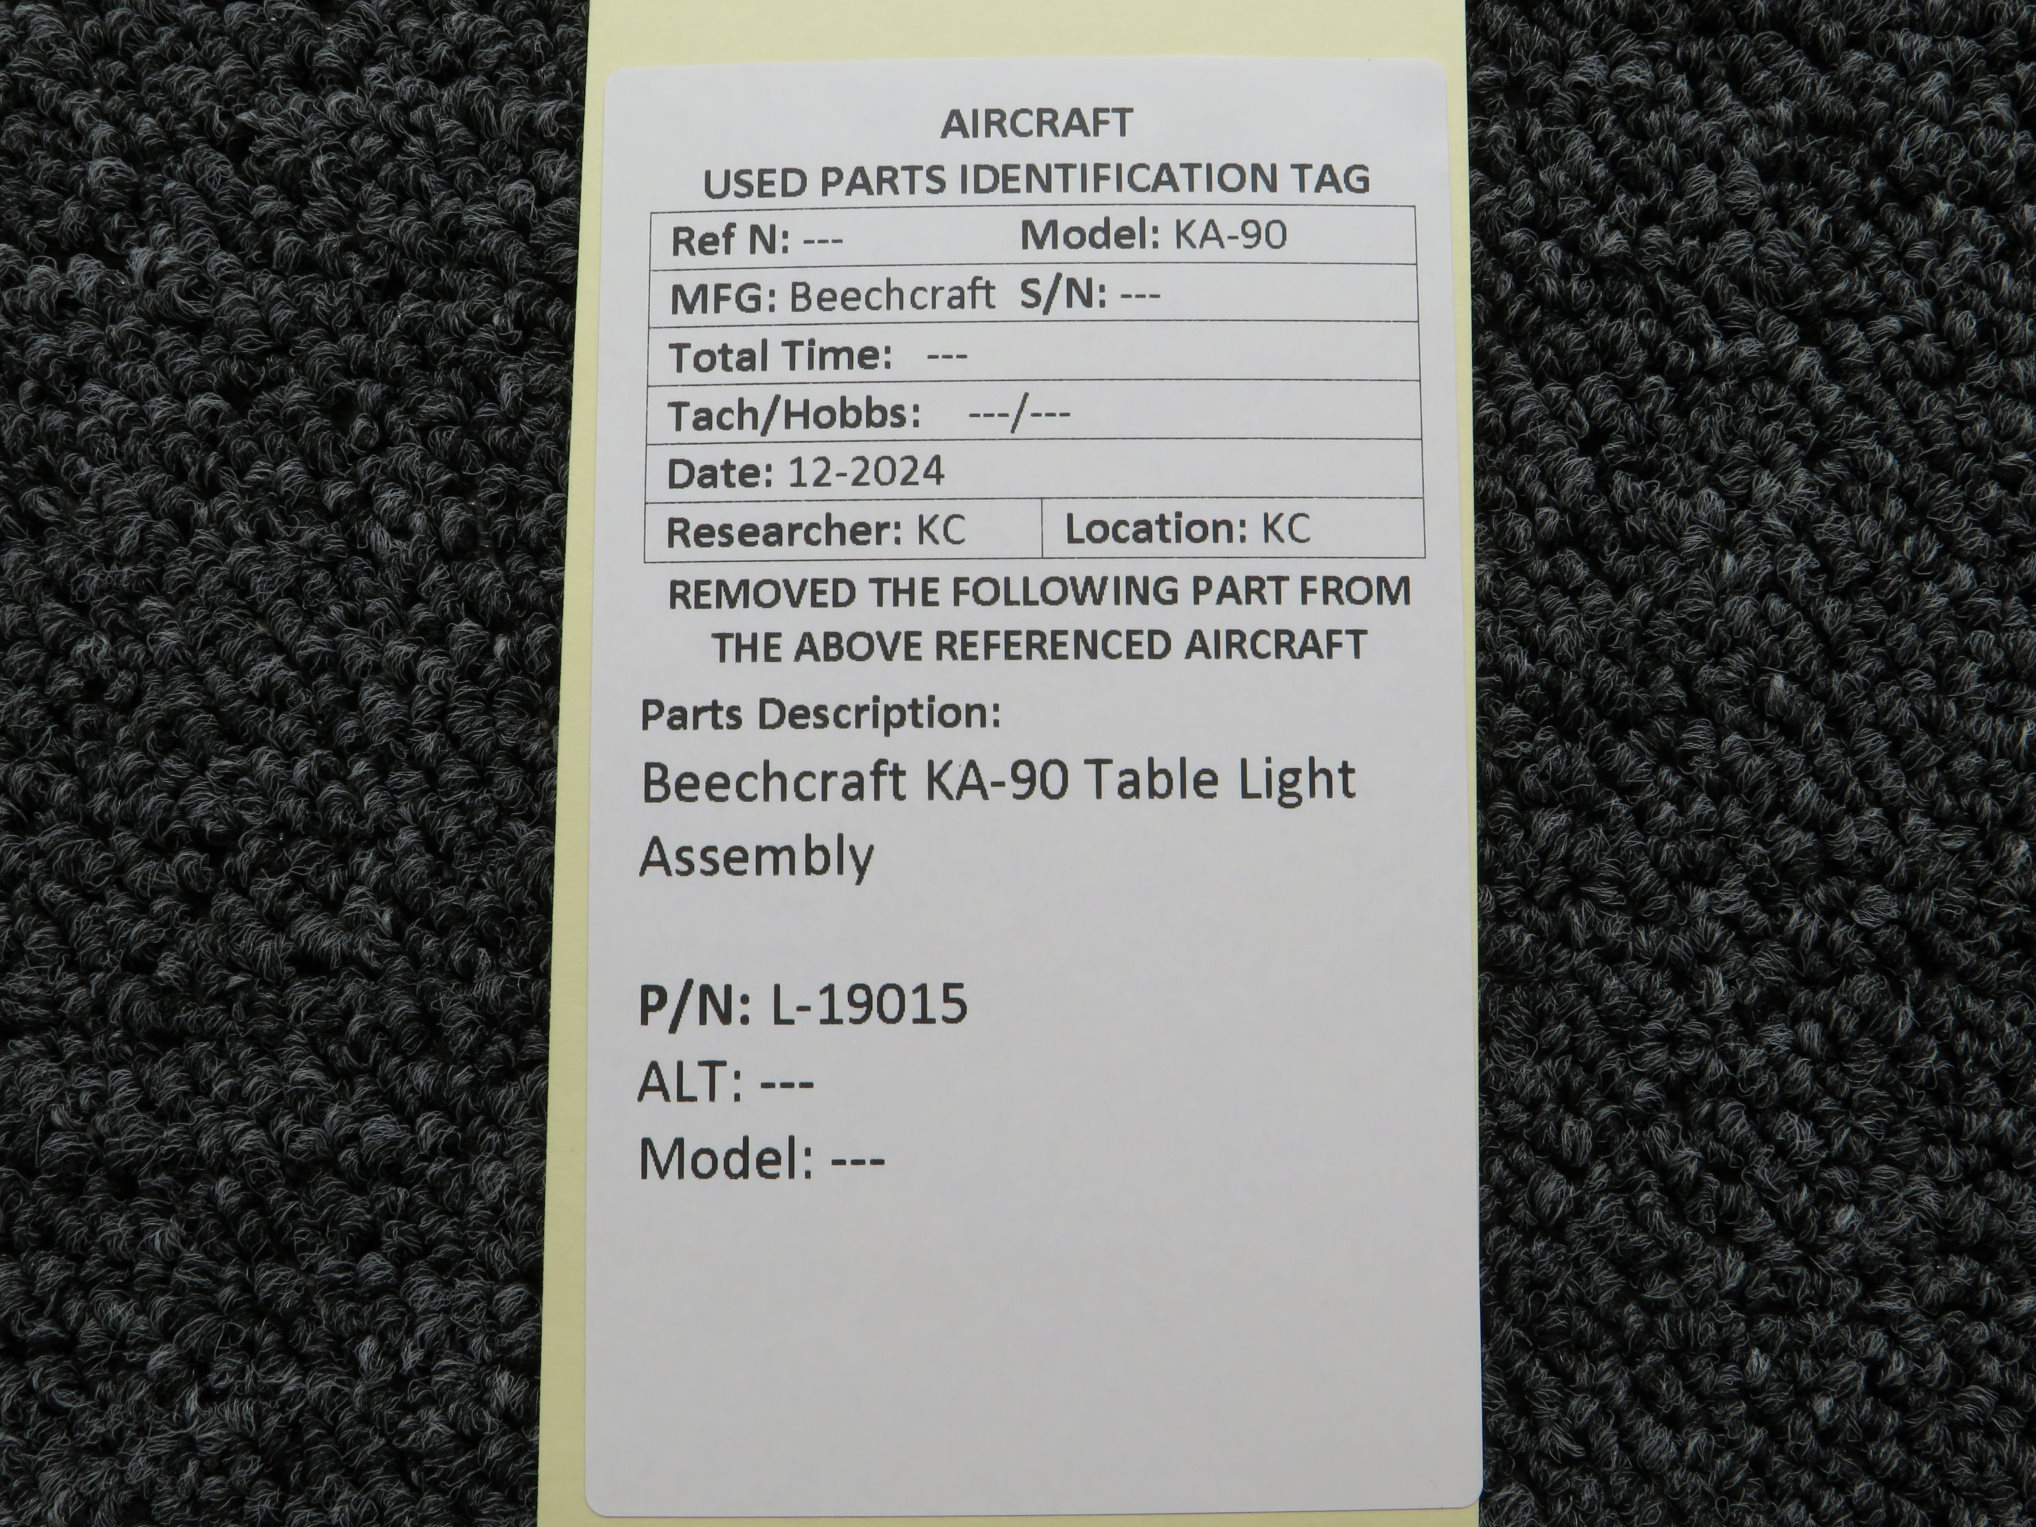 AIRCRAFT
USED PARTS IDENTIFICATION TAG
Ref N: --- Model: KA-90
MFG: Beechcraft S/N: ---
Total Time: ---
Tach/Hobbs: ---/---
Date: 12-2024
Researcher: KC Location: KC
REMOVED THE FOLLOWING PART FROM
THE ABOVE REFERENCED AIRCRAFT
Parts Description:
Beechcraft KA-90 Table Light
Assembly
P/N: L-19015
ALT: ---
Model: ---